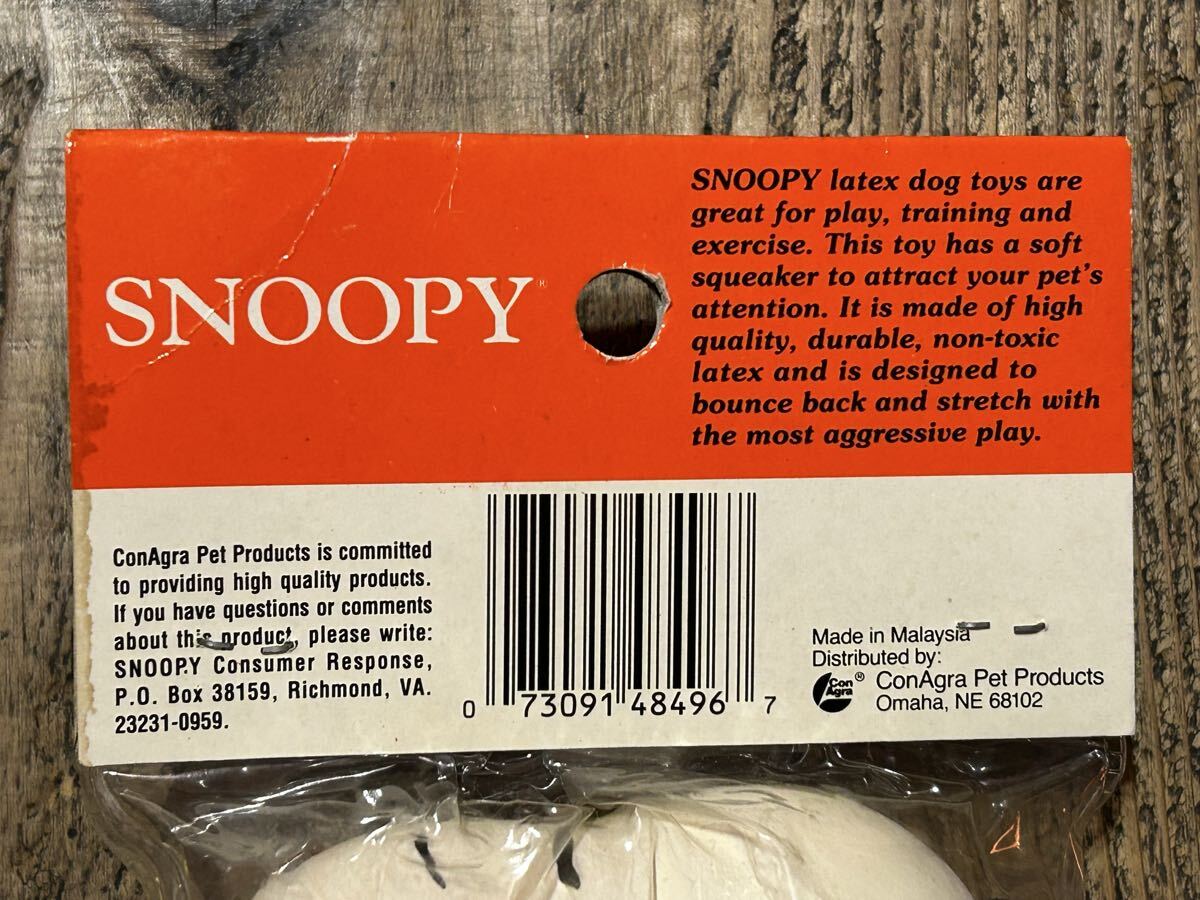 SNOOPY®
SNOOPY latex dog toys are
great for play, training and
exercise. This toy has a soft
squeaker to attract your pet's
attention. It is made of high
quality, durable, non-toxic
latex and is designed to
bounce back and stretch with
the most aggressive play.
ConAgra Pet Products is committed
to providing high quality products.
If you have questions or comments
about this product, please write:
SNOOPY Consumer Response,
P.O. Box 38159, Richmond, VA.
23231-0959.
0 73091 48496 7
Made in Malaysia
Distributed by:
Con
Agra
®
ConAgra Pet Products
Omaha, NE 68102